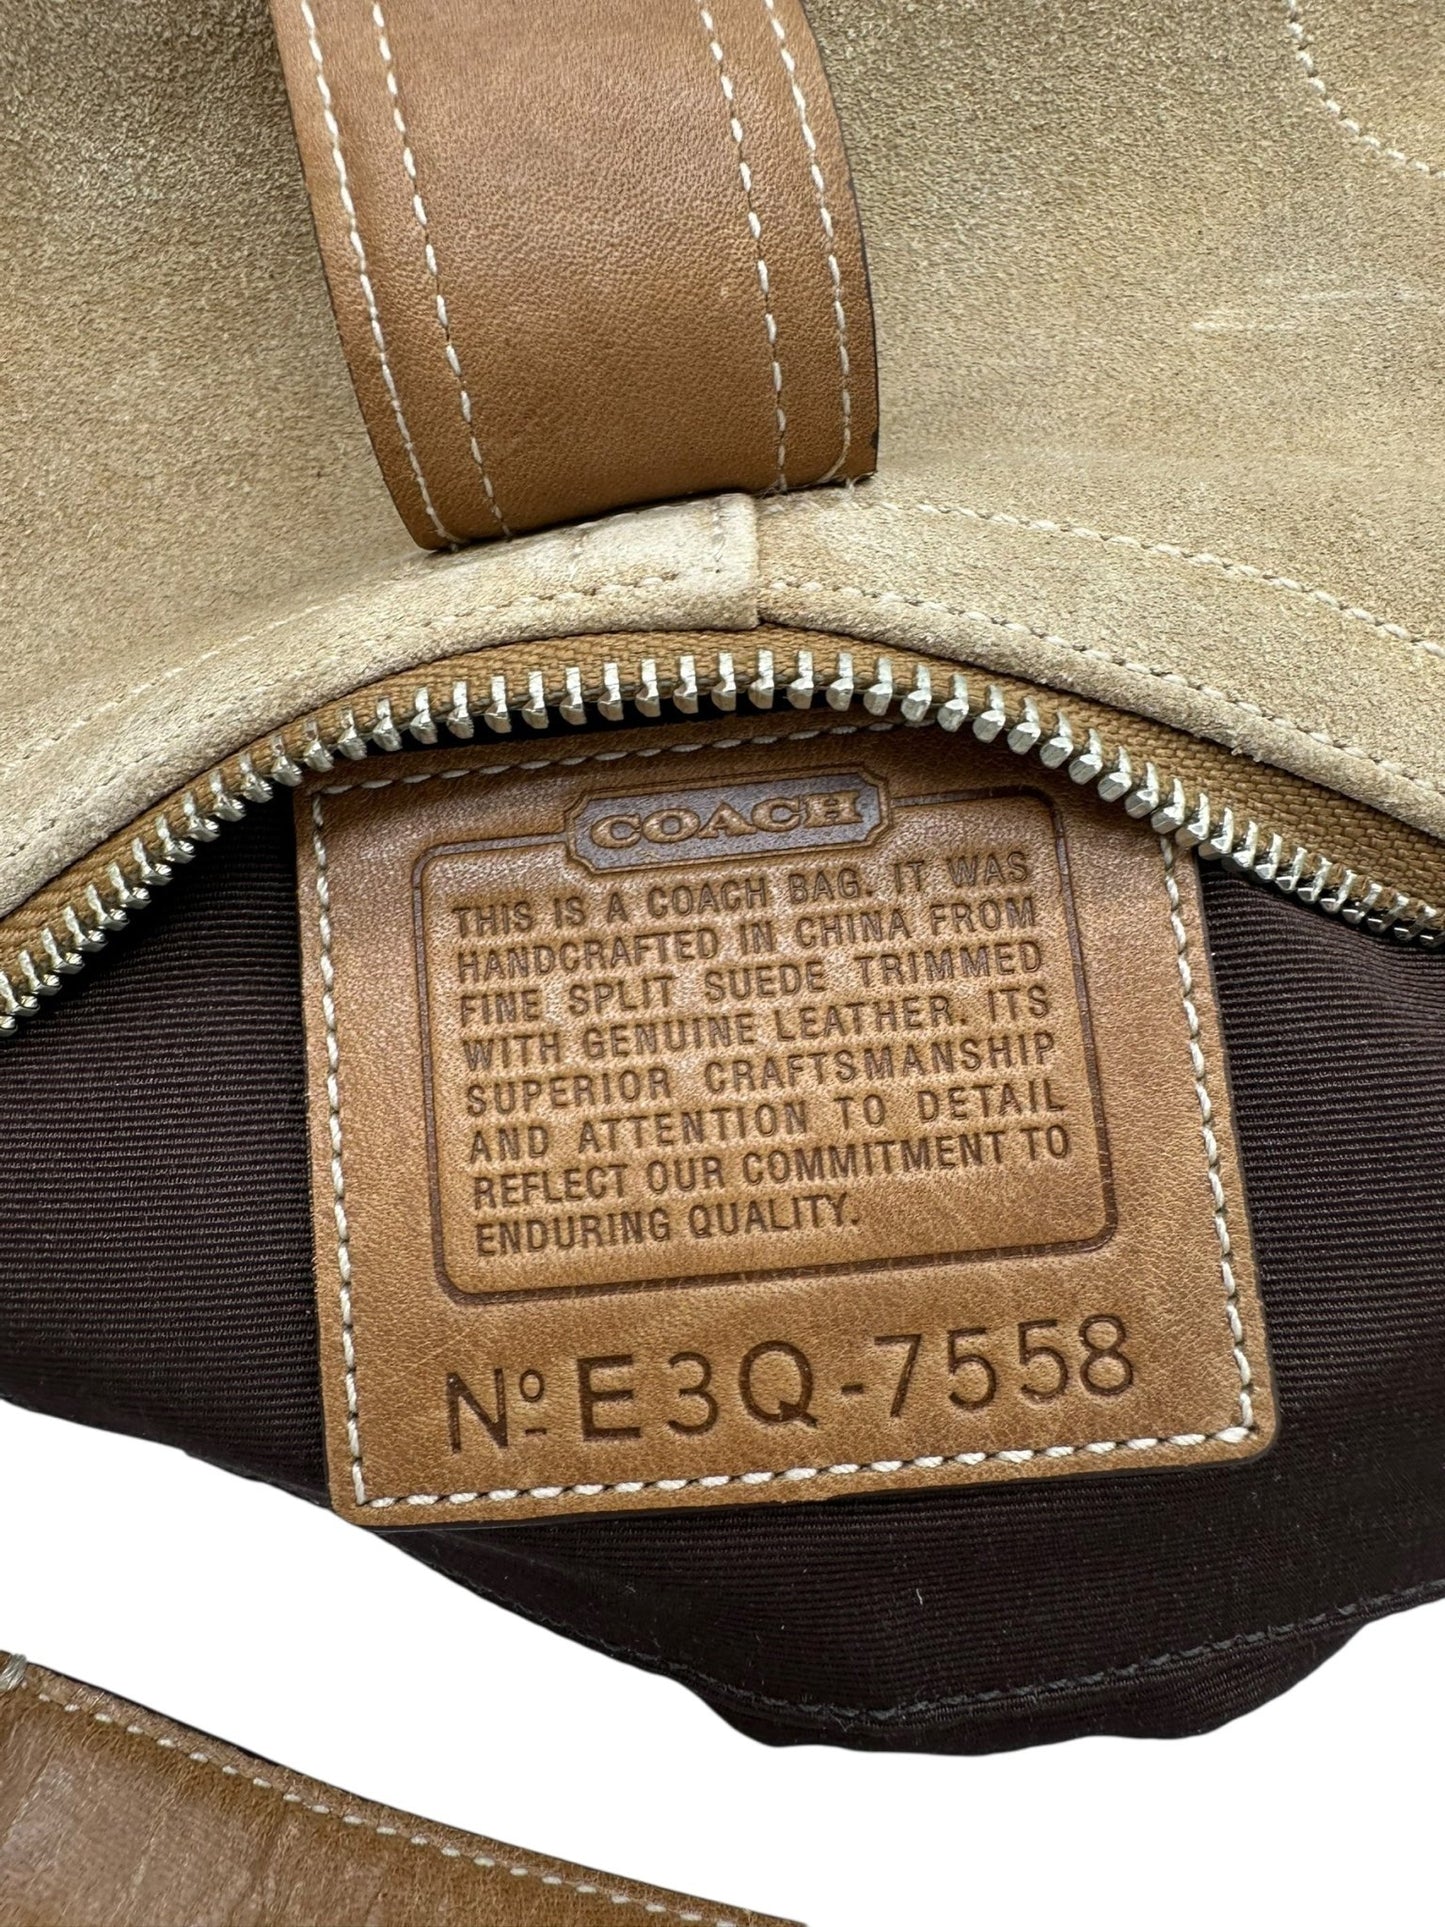 COACH
THIS IS A COACH BAG. IT WAS
HANDCRAFTED IN CHINA FROM
FINE SPLIT SUEDE TRIMMED
WITH GENUINE LEATHER. ITS
SUPERIOR CRAFTSMANSHIP
AND ATTENTION TO DETAIL
REFLECT OUR COMMITMENT TO
ENDURING QUALITY.
Nº E3Q-7558